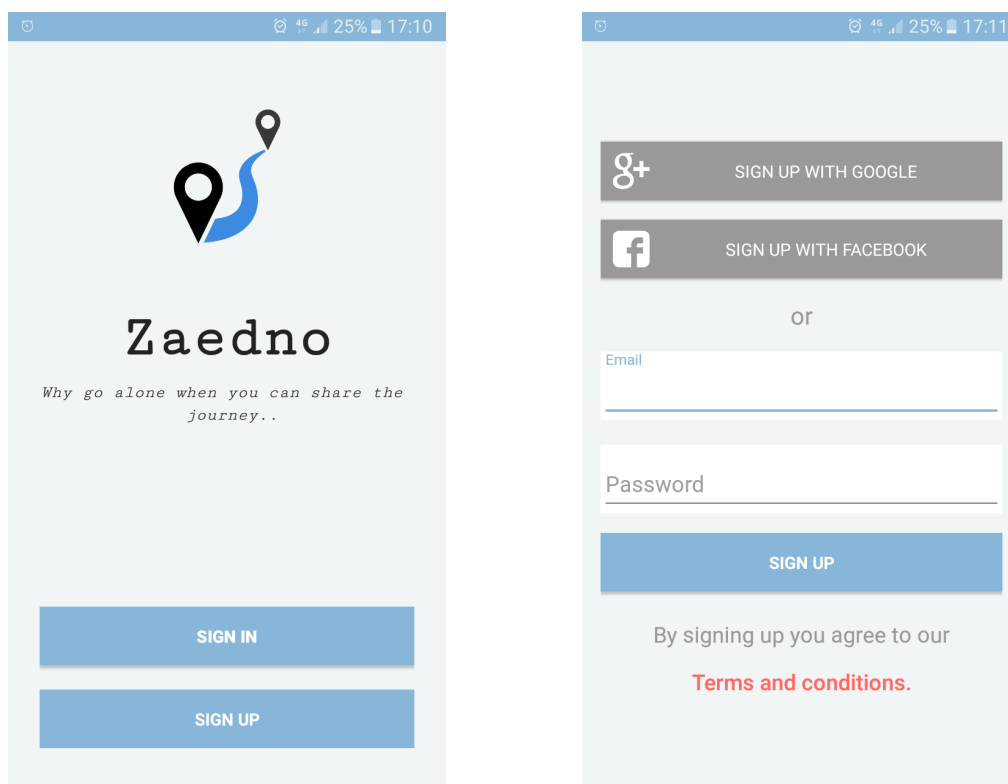 4G 25% 17:10
Zaedno
Why go alone when you can share the
journey..
SIGN IN
SIGN UP
4G 25% 17:11
g+ SIGN UP WITH GOOGLE
f SIGN UP WITH FACEBOOK
or
Email
Password
SIGN UP
By signing up you agree to our
Terms and conditions.